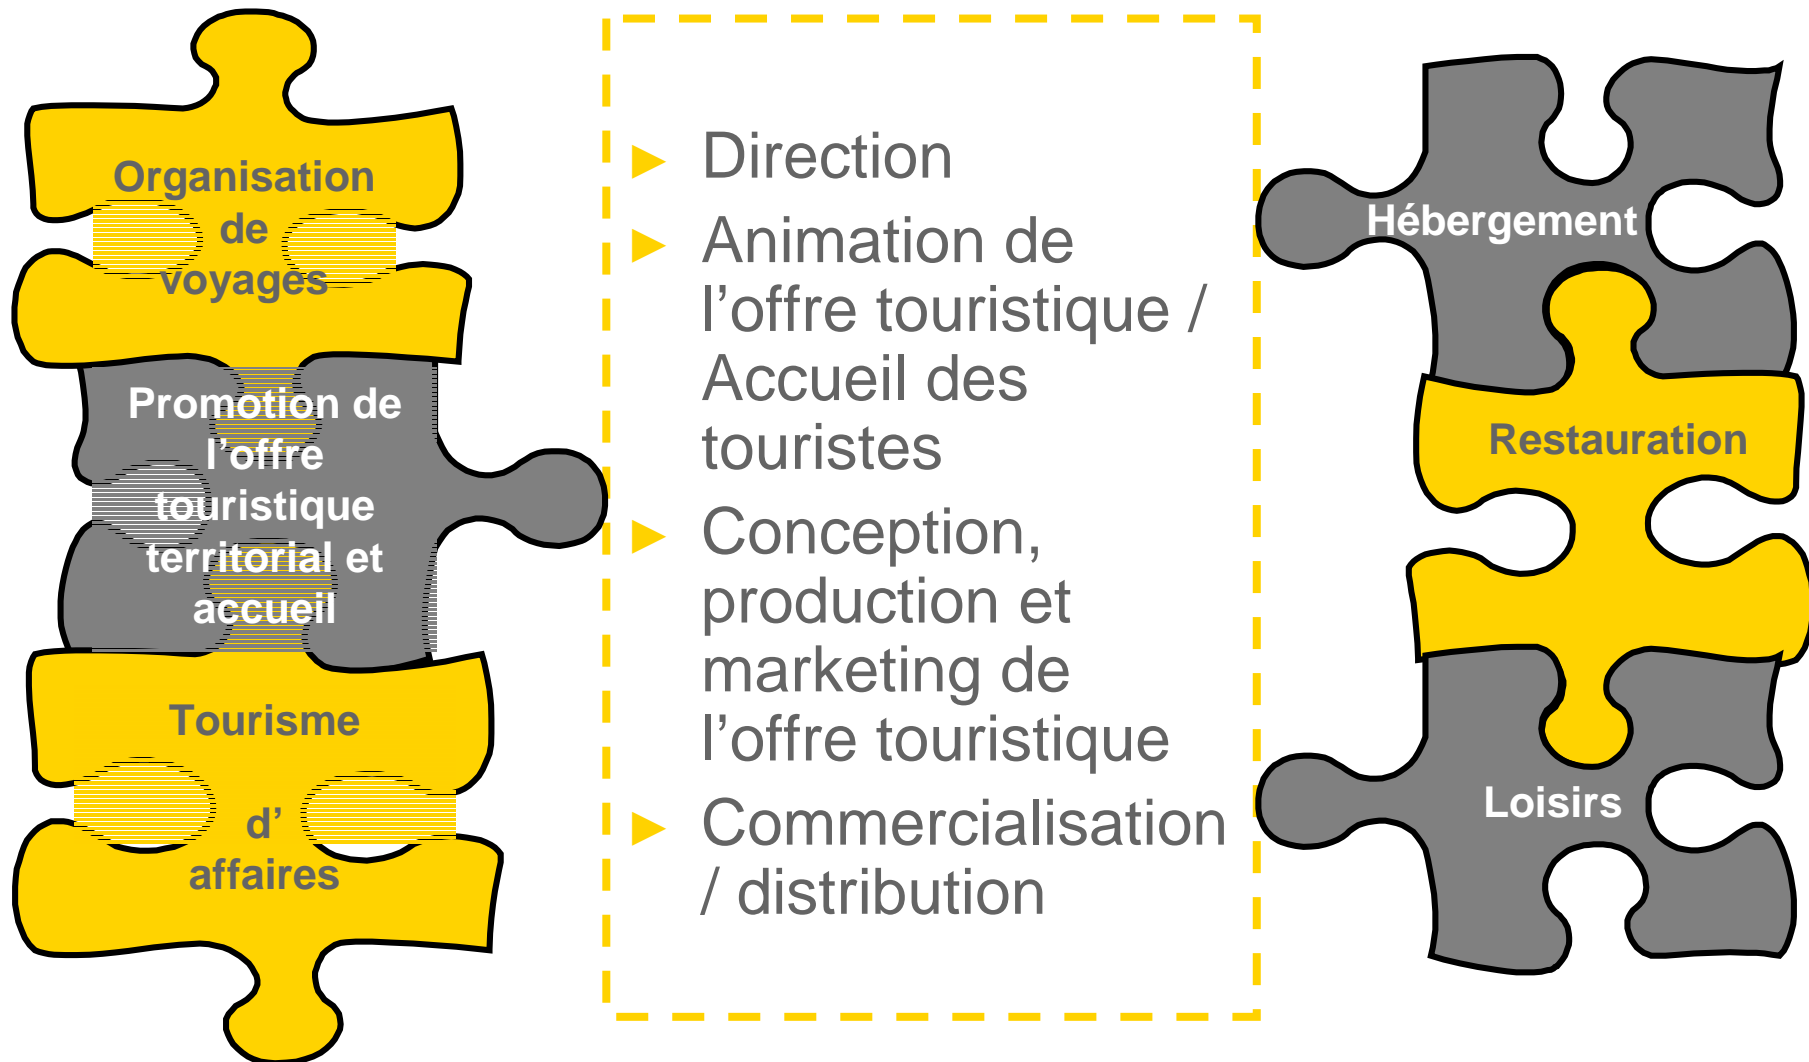 Organisation
de
voyages
Promotion de
l’offre
touristique
territorial et
accueil
Tourisme
d’
affaires
► Direction
► Animation de
l’offre touristique /
Accueil des
touristes
► Conception,
production et
marketing de
l’offre touristique
► Commercialisation
/ distribution
Hébergement
Restauration
Loisirs